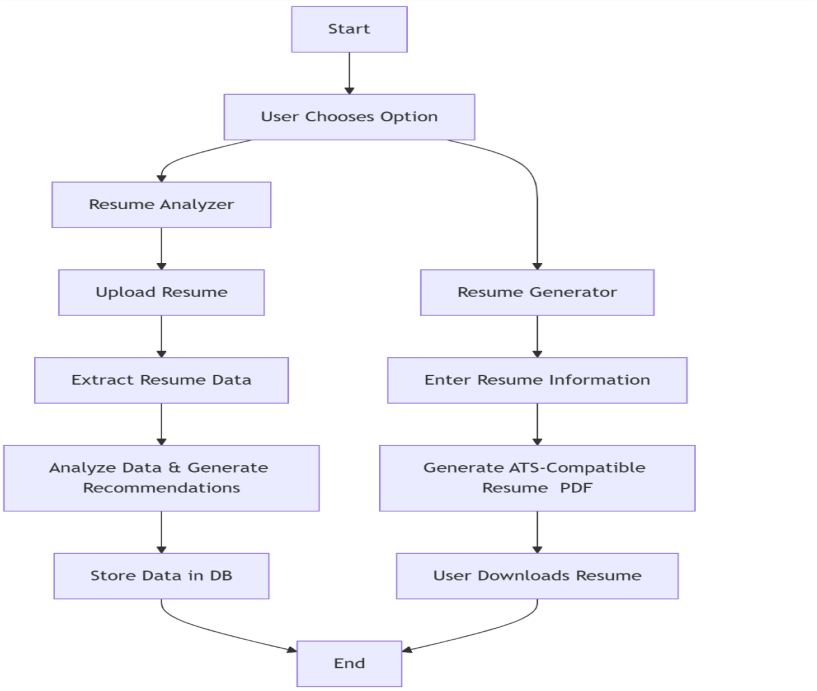 Start
User Chooses Option
Resume Analyzer
Upload Resume
Resume Generator
Extract Resume Data
Enter Resume Information
Analyze Data & Generate
Recommendations
Generate ATS-Compatible
Resume  PDF
Store Data in DB
User Downloads Resume
End